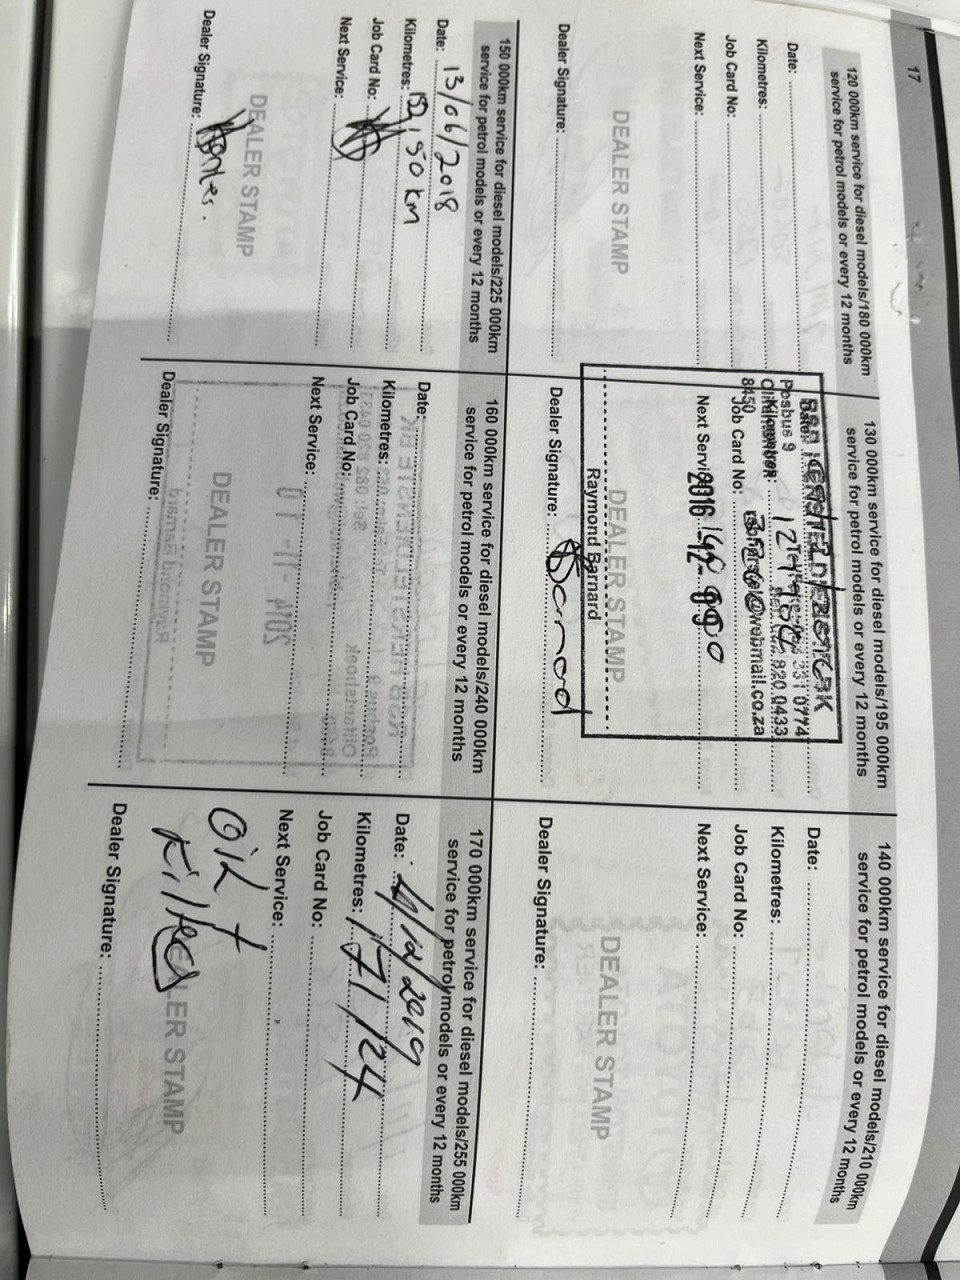 17
120 000km service for diesel models/180 000km
service for petrol models or every 12 months
Date:
Kilometres:
Job Card No:
Next Service:
DEALER STAMP
Dealer Signature:
130 000km service for diesel models/195 000km
service for petrol models or every 12 months
Date:
Posbus 9
Kilometres:
8450
Job Card No:
331 0774
820 0433
@webmail.co.za
Next Service:
2016 -12-
DEALER STAMP
Raymond Barnard
Dealer Signature:
140 000km service for diesel models/210 000km
service for petrol models or every 12 months
Date:
Kilometres:
Job Card No:
Next Service:
DEALER STAMP
Dealer Signature:
150 000km service for diesel models/225 000km
service for petrol models or every 12 months
Date: 13/06/2018
Kilometres: km
Job Card No:
Next Service:
DEALER STAMP
Dealer Signature:
160 000km service for diesel models/240 000km
service for petrol models or every 12 months
Date:
Kilometres:
Job Card No:
Next Service:
DEALER STAMP
Dealer Signature:
170 000km service for diesel models/255 000km
service for petrol models or every 12 months
Date: /12/2019
Kilometres: 171124
Job Card No:
Next Service:
Oil +
DEALER STAMP
Dealer Signature: